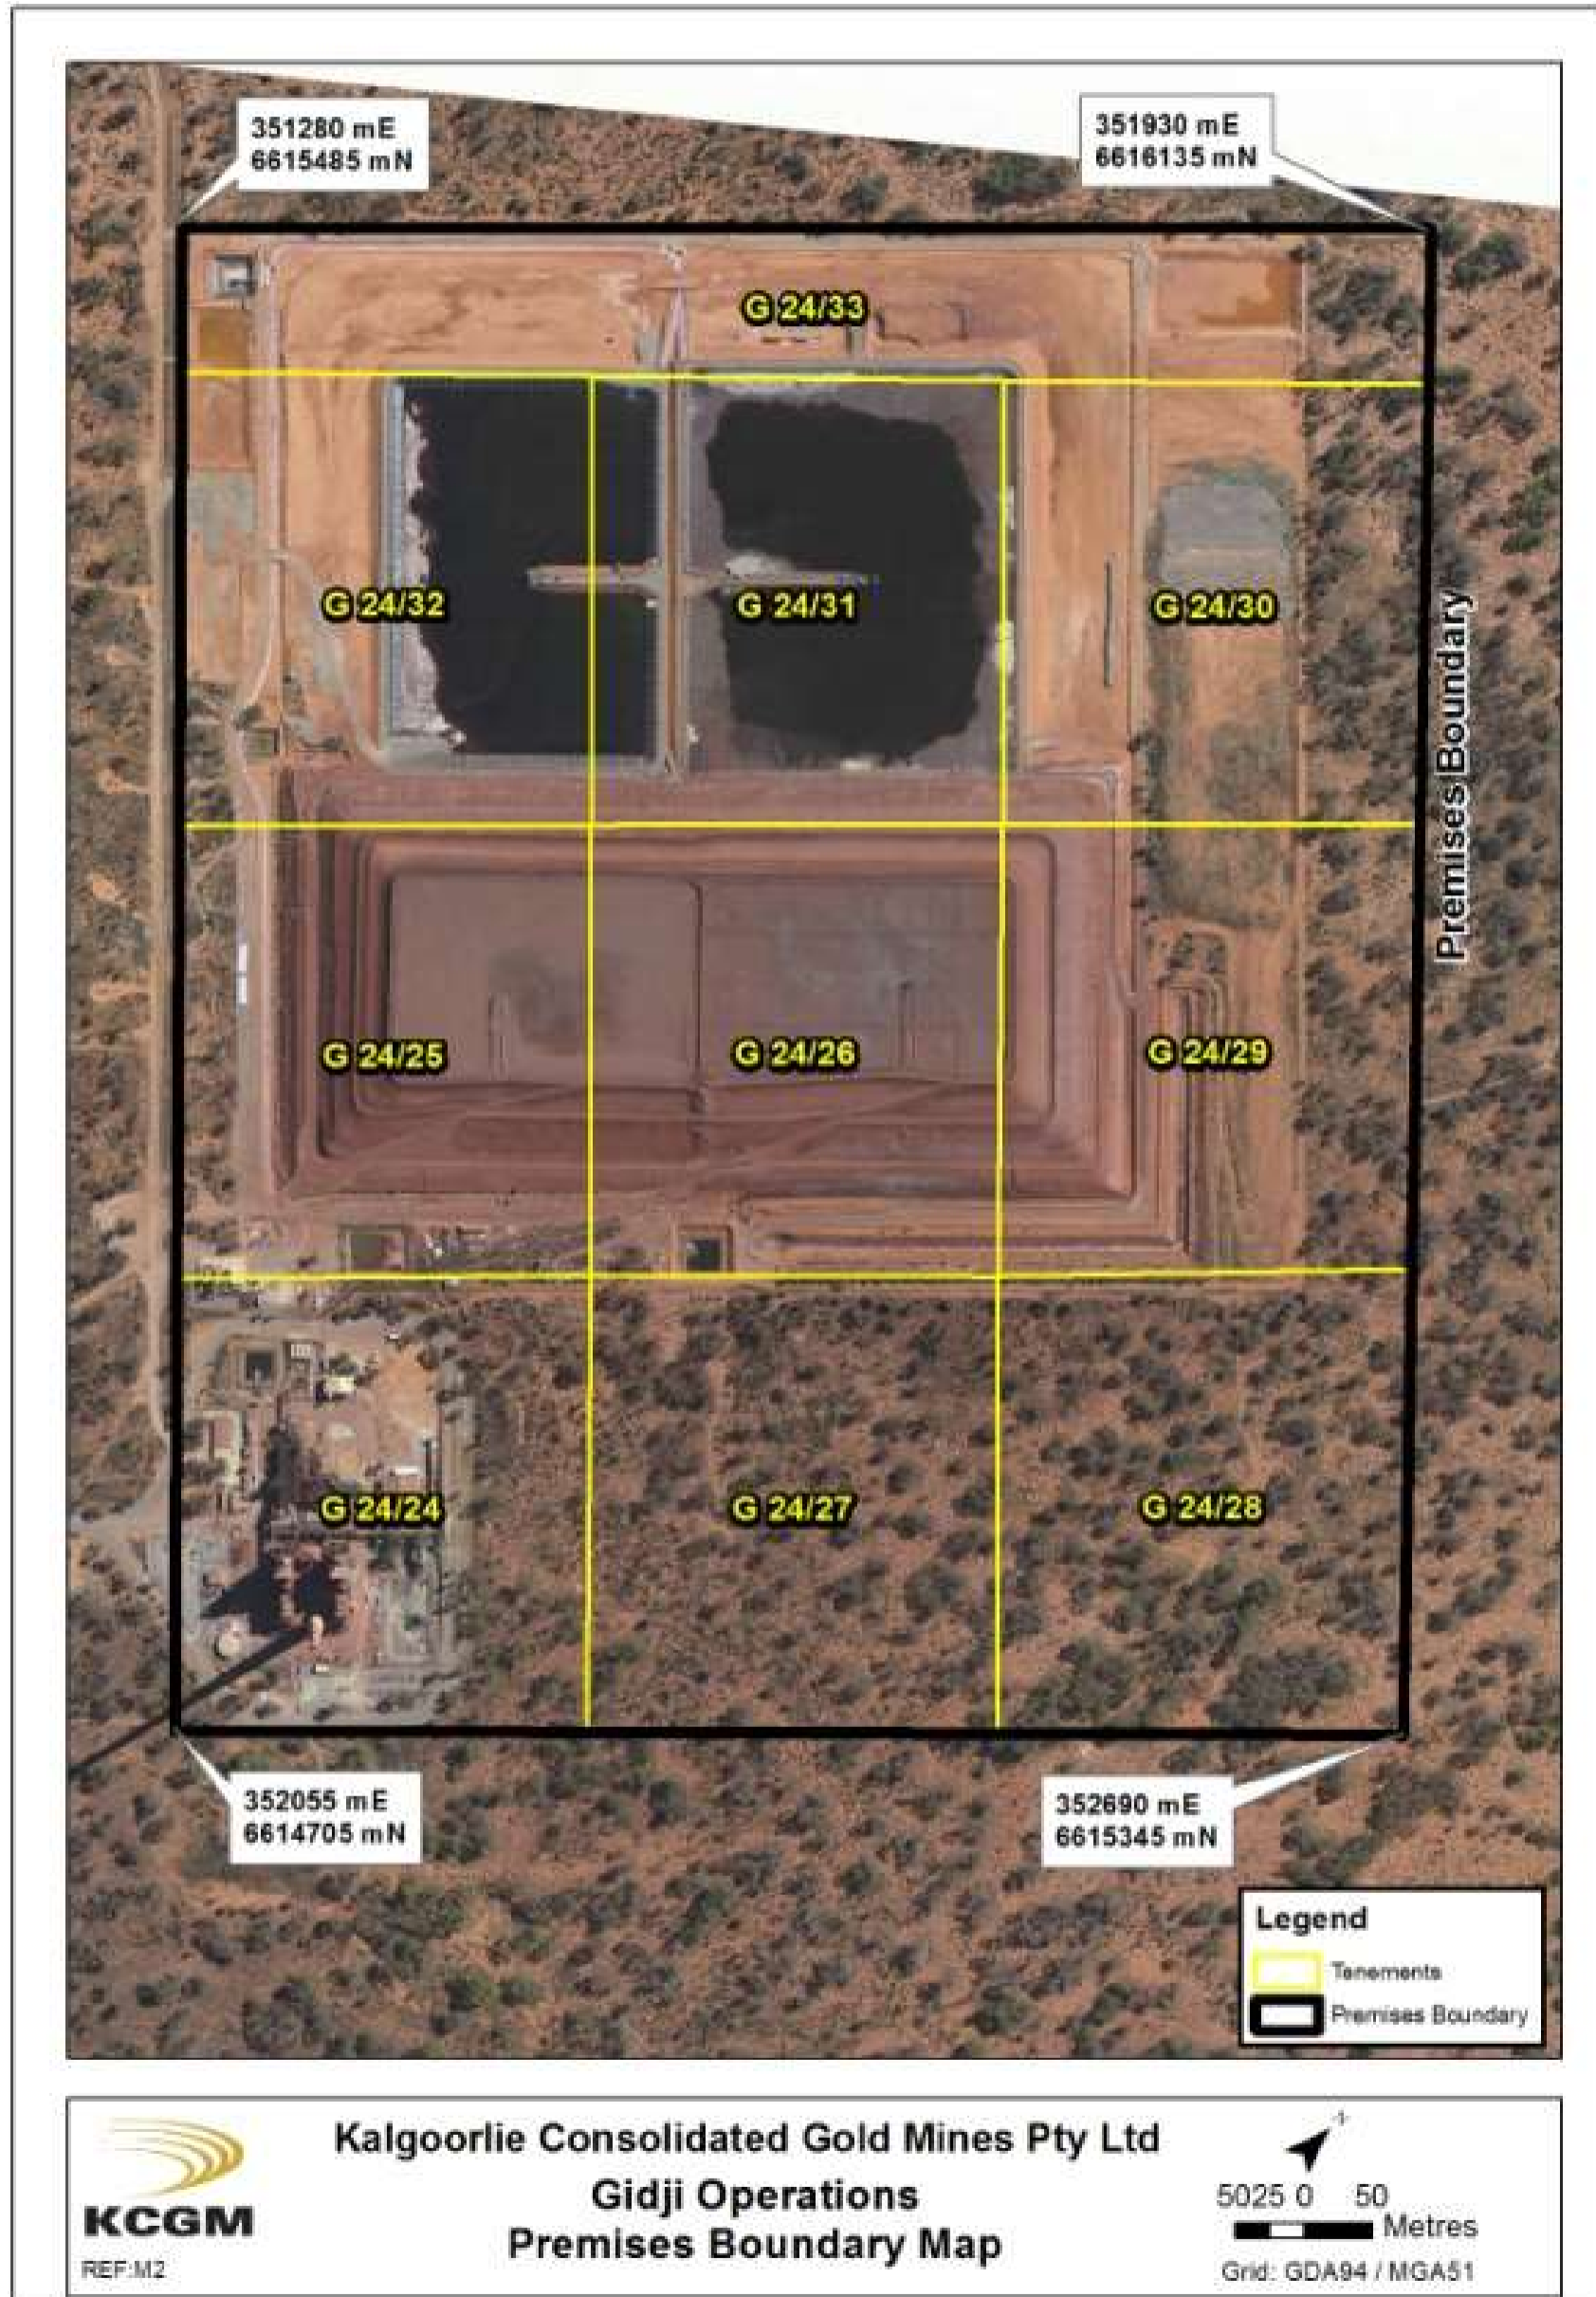 351280 mE
6615485 mN
351930 mE
6616135 mN
G 24/33
G 24/32
G 24/31
G 24/30
Premises Boundary
G 24/25
G 24/26
G 24/29
G 24/24
G 24/27
G 24/28
352055 mE
6614705 mN
352690 mE
6615345 mN
Legend
Tenements
Premises Boundary
KCGM
REF:M2
Kalgoorlie Consolidated Gold Mines Pty Ltd
Gidji Operations
Premises Boundary Map
5025 0 50
Metres
Grid: GDA94 / MGA51